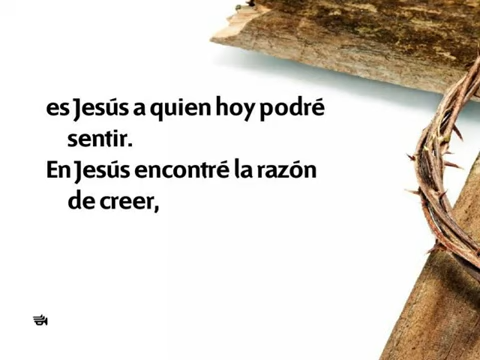 es Jesús a quien hoy podré
sentir.
En Jesús encontré la razón
de creer,